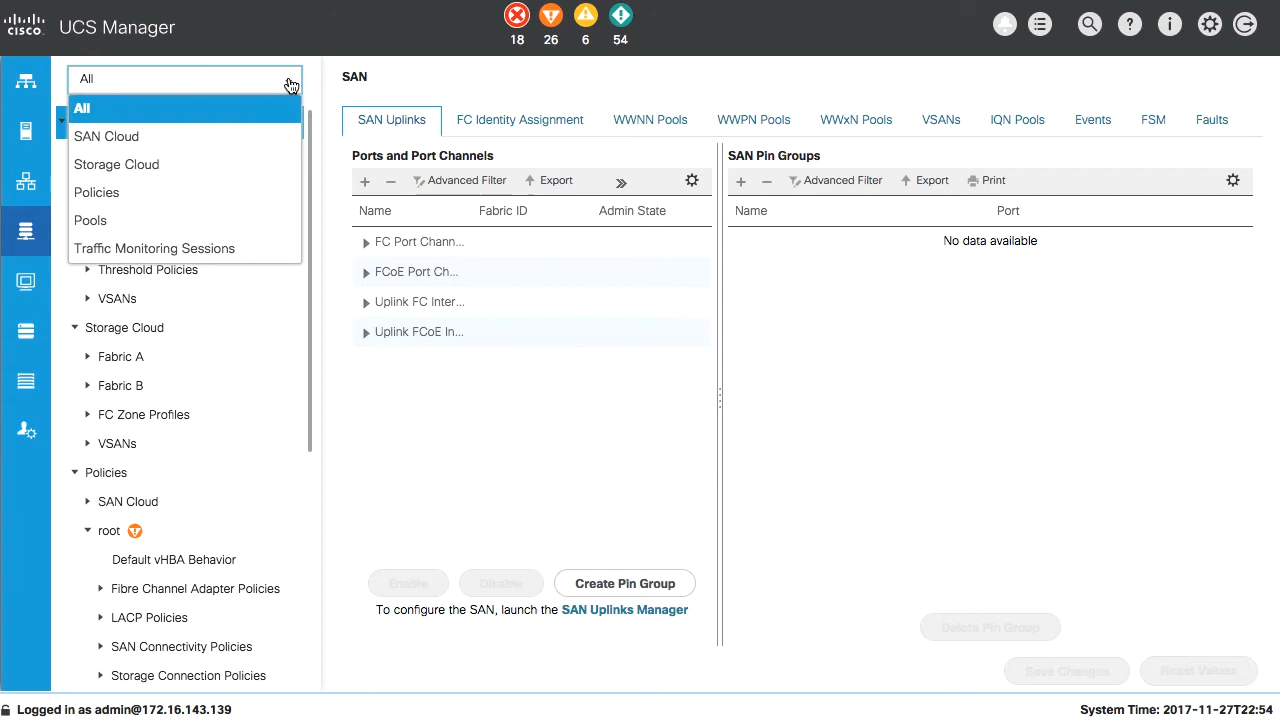 cisco UCS Manager
18 26 6 54
All
All
SAN Cloud
Storage Cloud
Policies
Pools
Traffic Monitoring Sessions
Threshold Policies
VSANs
Storage Cloud
Fabric A
Fabric B
FC Zone Profiles
VSANs
Policies
SAN Cloud
root
Default vHBA Behavior
Fibre Channel Adapter Policies
LACP Policies
SAN Connectivity Policies
Storage Connection Policies
SAN
SAN Uplinks FC Identity Assignment WWNN Pools WWPN Pools WWxN Pools VSANs IQN Pools Events FSM Faults
Ports and Port Channels
Advanced Filter Export
Name Fabric ID Admin State
FC Port Chann...
FCoE Port Ch...
Uplink FC Inter...
Uplink FCoE In...
Enable Disable Create Pin Group
To configure the SAN, launch the SAN Uplinks Manager
SAN Pin Groups
Advanced Filter Export Print
Name Port
No data available
Delete Pin Group
Save Changes Reset Values
Logged in as admin@172.16.143.139
System Time: 2017-11-27T22:54